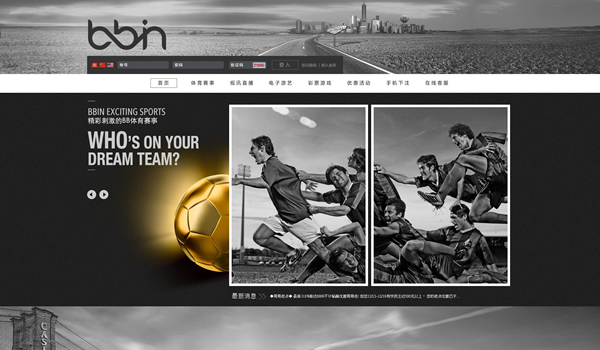 bbin
帐号
密码
验证码
登入
首页
体育赛事
视讯直播
电子游艺
彩票游戏
优惠活动
手机下注
在线客服
BBIN EXCITING SPORTS
精彩刺激的BB体育赛事
WHO'S ON YOUR
DREAM TEAM?
最新消息
CAS